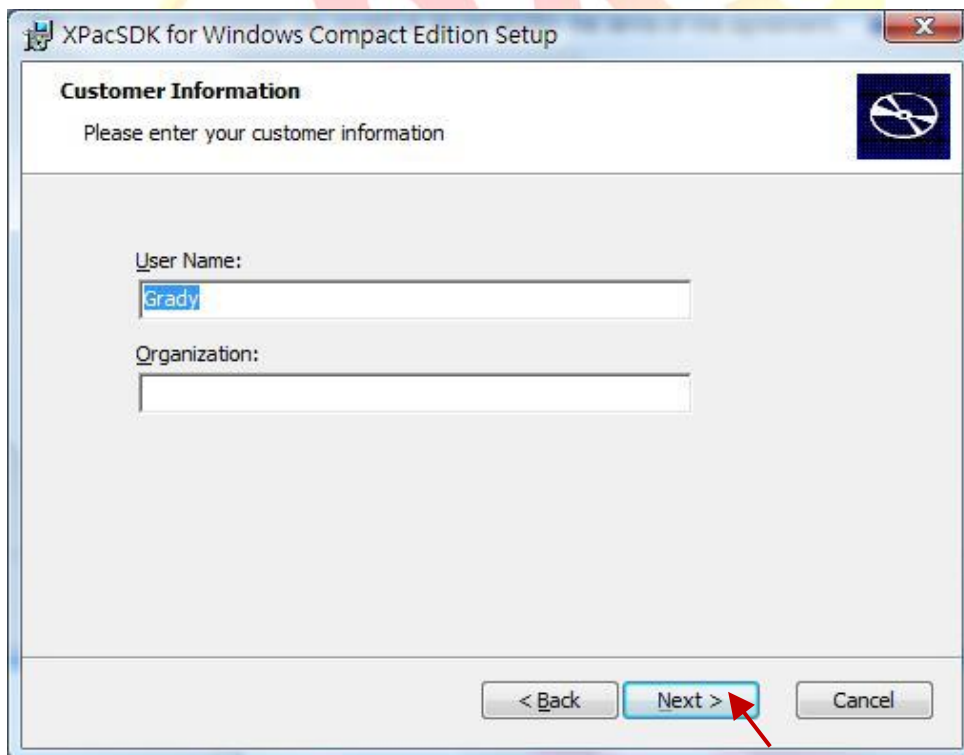 XPacSDK for Windows Compact Edition Setup
Customer Information
Please enter your customer information
User Name:
Grady
Organization:
< Back
Next >
Cancel